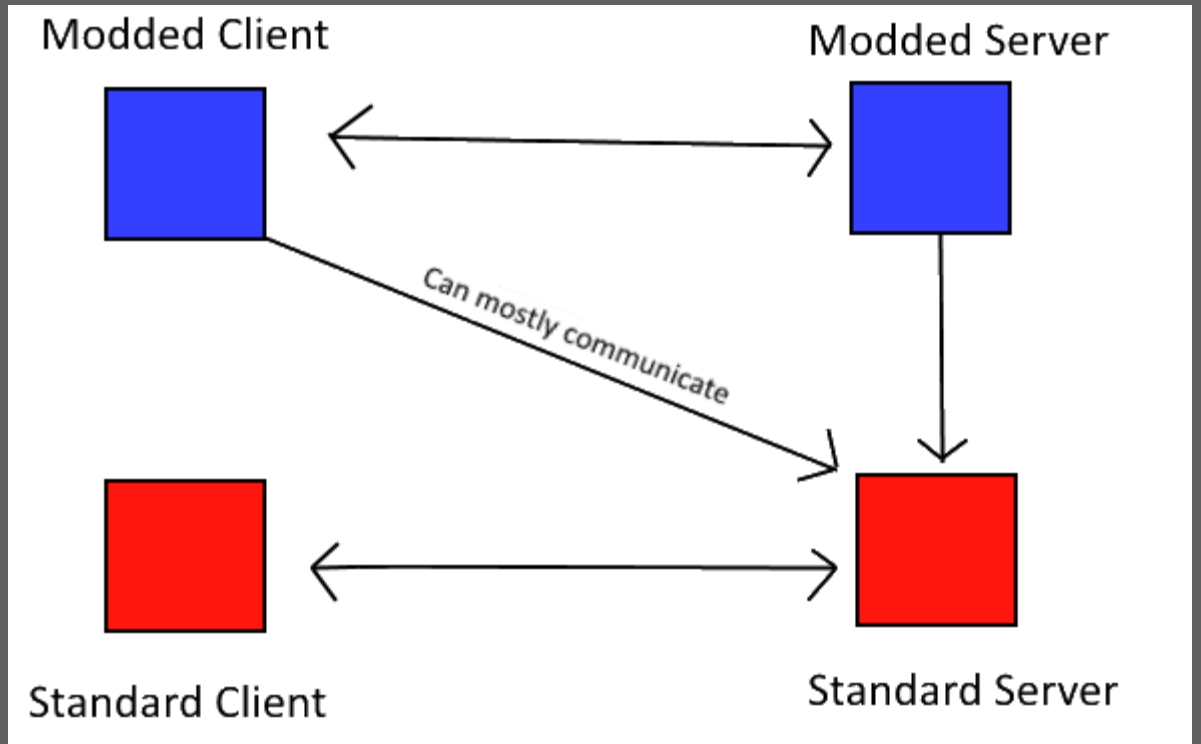 Modded Client
Modded Server
Can mostly communicate
Standard Client
Standard Server